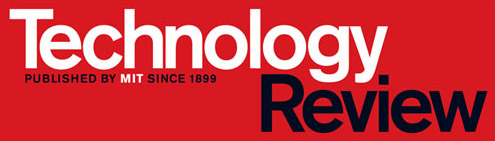 Technology
PUBLISHED BY MIT SINCE 1899
Review